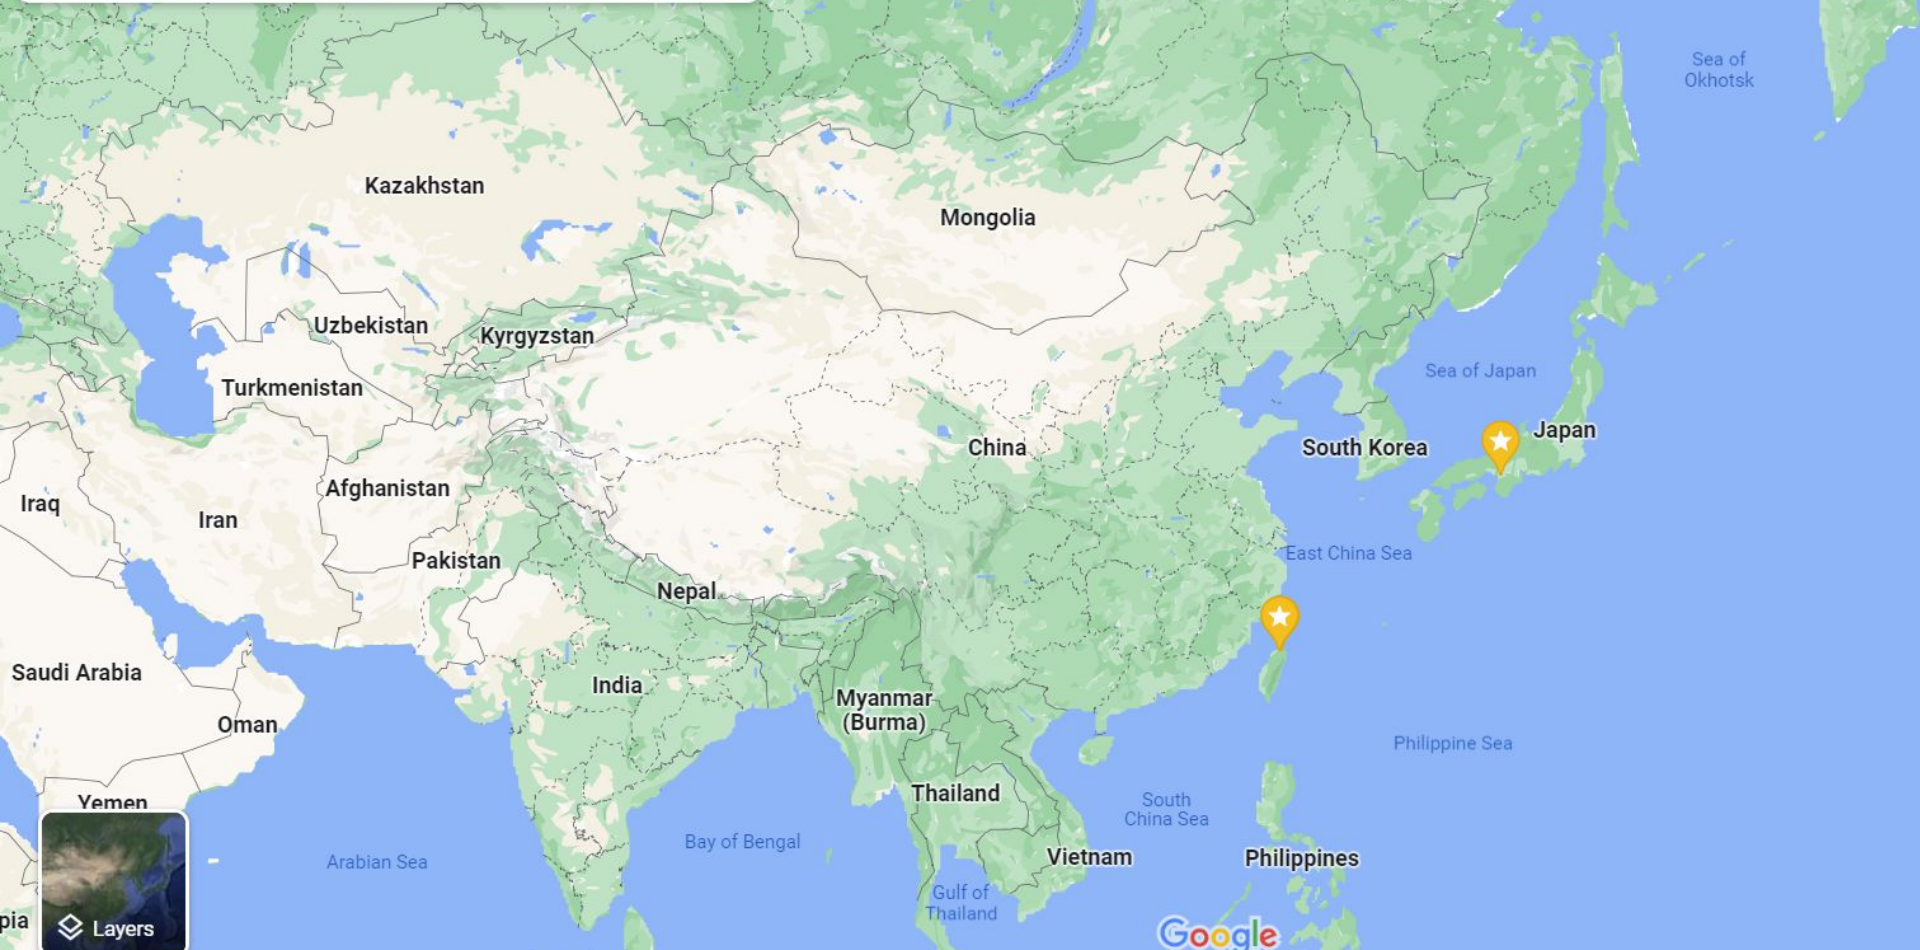 Sea of
Okhotsk
Kazakhstan
Mongolia
Uzbekistan
Kyrgyzstan
Sea of Japan
Turkmenistan
Japan
China
South Korea
Afghanistan
Iraq
Iran
East China Sea
Pakistan
Nepal
Saudi Arabia
India
Myanmar
(Burma)
Oman
Philippine Sea
Thailand
Yemen
South
China Sea
Bay of Bengal
Vietnam
Philippines
Arabian Sea
Gulf of
Thailand
pia
Layers
Google